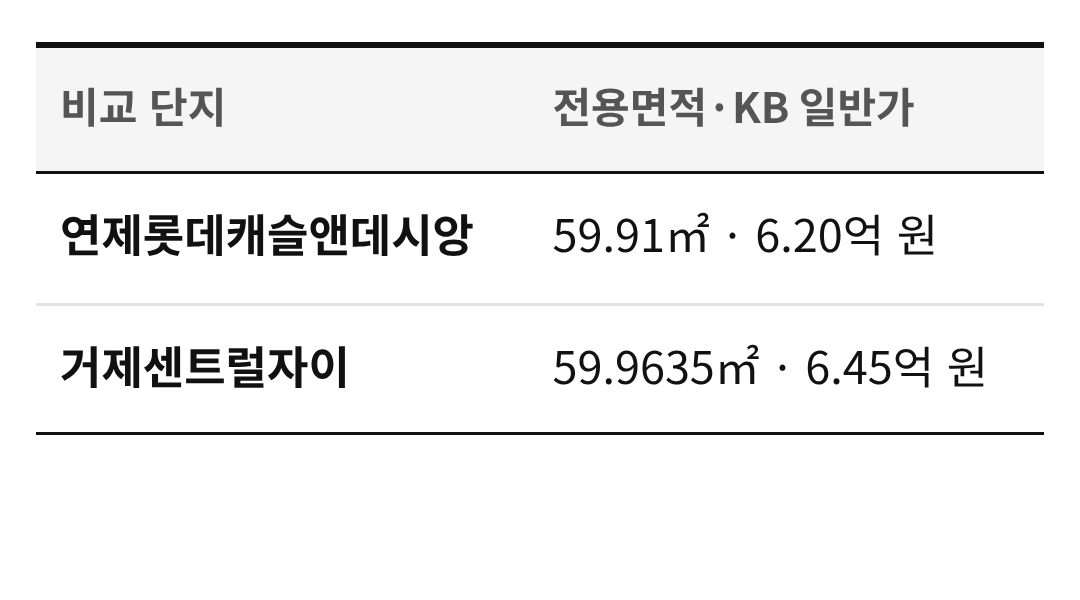 비교 단지 전용면적·KB 일반가
연제롯데캐슬앤데시앙 59.91㎡ · 6.20억 원
거제센트럴자이 59.9635㎡ · 6.45억 원